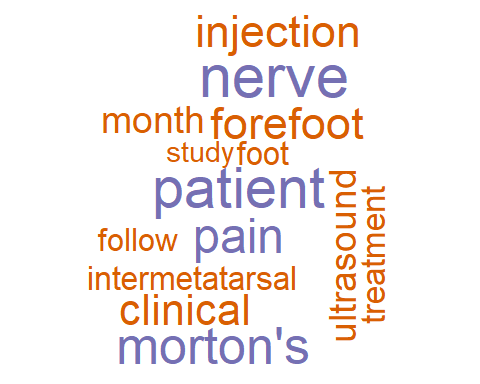 injection
nerve
month forefoot
study foot
patient
follow pain
ultrasound
treatment
intermetatarsal
clinical
morton's